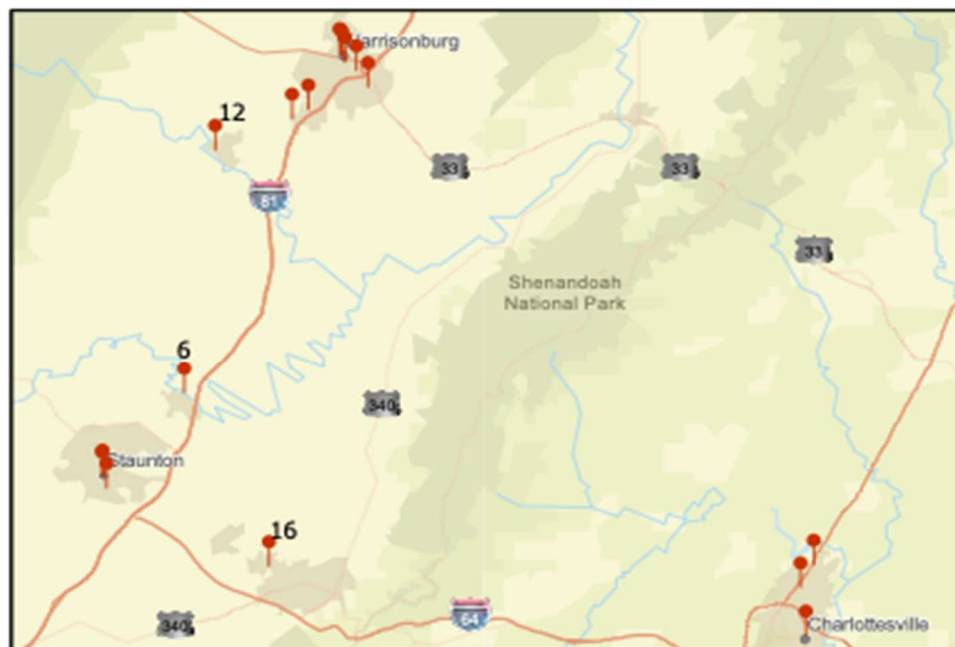 Harrisonburg
12
33
33
81
33
Shenandoah
National Park
6
340
Staunton
16
340
64
Charlottesville